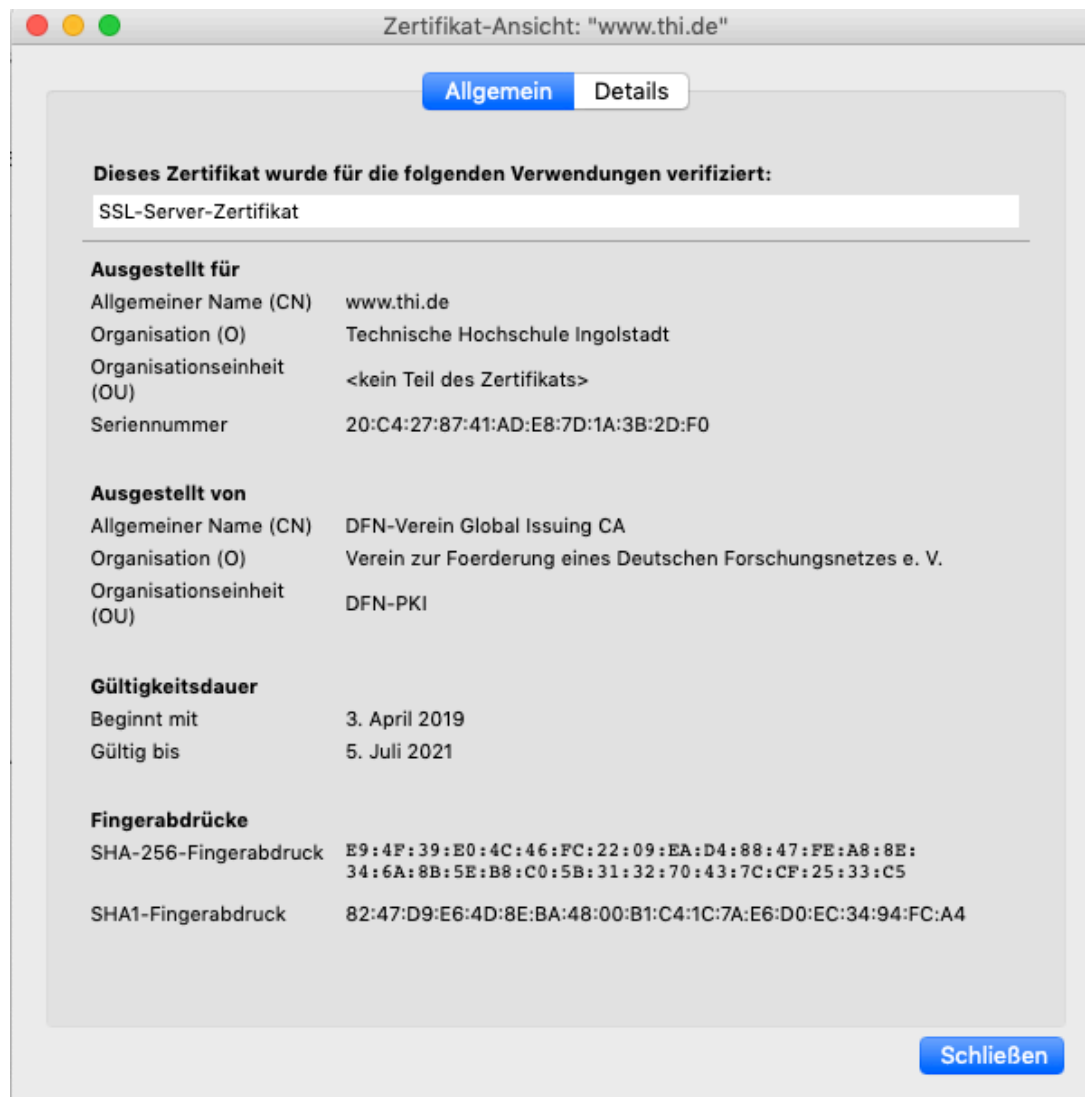 Zertifikat-Ansicht: "www.thi.de"
Allgemein Details
Dieses Zertifikat wurde für die folgenden Verwendungen verifiziert:
SSL-Server-Zertifikat
Ausgestellt für
Allgemeiner Name (CN) www.thi.de
Organisation (O) Technische Hochschule Ingolstadt
Organisationseinheit
(OU) <kein Teil des Zertifikats>
Seriennummer 20:C4:27:87:41:AD:E8:7D:1A:3B:2D:F0
Ausgestellt von
Allgemeiner Name (CN) DFN-Verein Global Issuing CA
Organisation (O) Verein zur Foerderung eines Deutschen Forschungsnetzes e. V.
Organisationseinheit
(OU) DFN-PKI
Gültigkeitsdauer
Beginnt mit 3. April 2019
Gültig bis 5. Juli 2021
Fingerabdrücke
SHA-256-Fingerabdruck E9:4F:39:E0:4C:46:FC:22:09:EA:D4:88:47:FE:A8:8E:
34:6A:8B:5E:B8:C0:5B:31:32:70:43:7C:CF:25:33:C5
SHA1-Fingerabdruck 82:47:D9:E6:4D:8E:BA:48:00:B1:C4:1C:7A:E6:D0:EC:34:94:FC:A4
Schließen